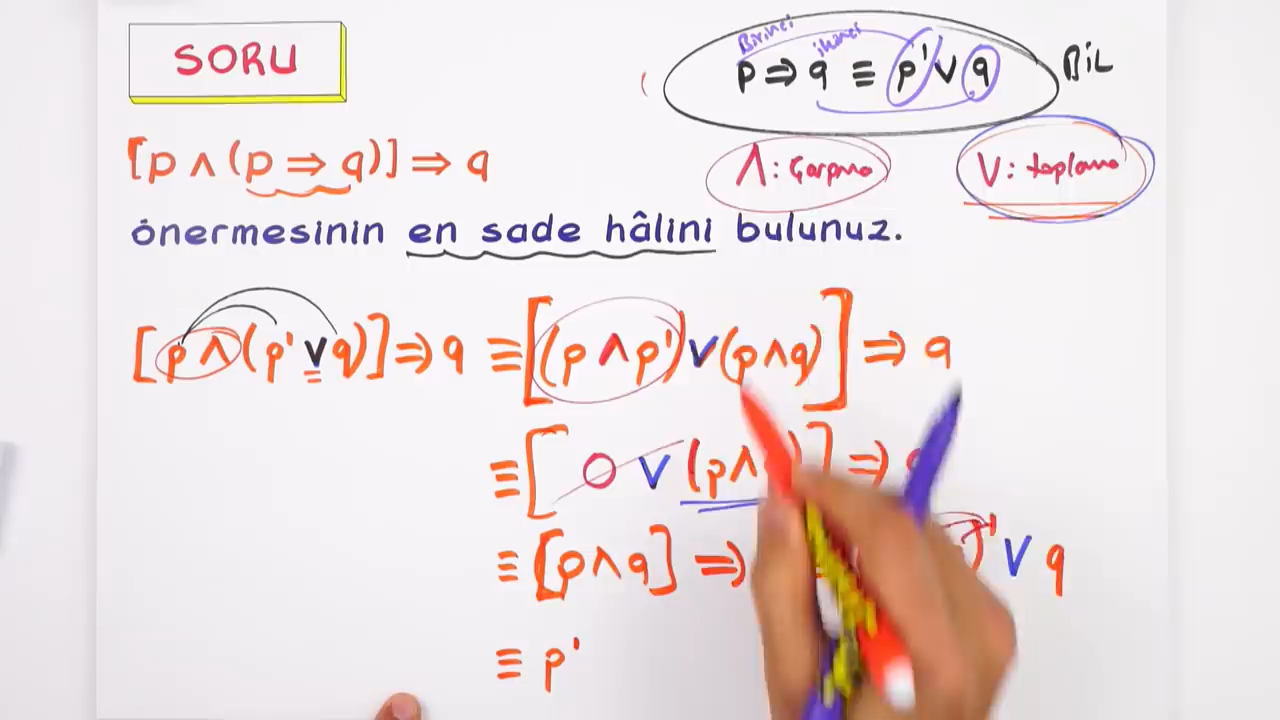 SORU
Birinci ikinci
p ⇒ q ≡ p' ∨ q BİL
[p ∧ (p ⇒ q)] ⇒ q
∧: Çarpma ∨: toplama
önermesinin en sade hâlini bulunuz.
[p ∧ (p' ∨ q)] ⇒ q ≡ [(p ∧ p') ∨ (p ∧ q)] ⇒ q
≡ [ 0 ∨ (p ∧ ] ⇒
≡ [p ∧ q] ⇒ )' ∨ q
≡ p'